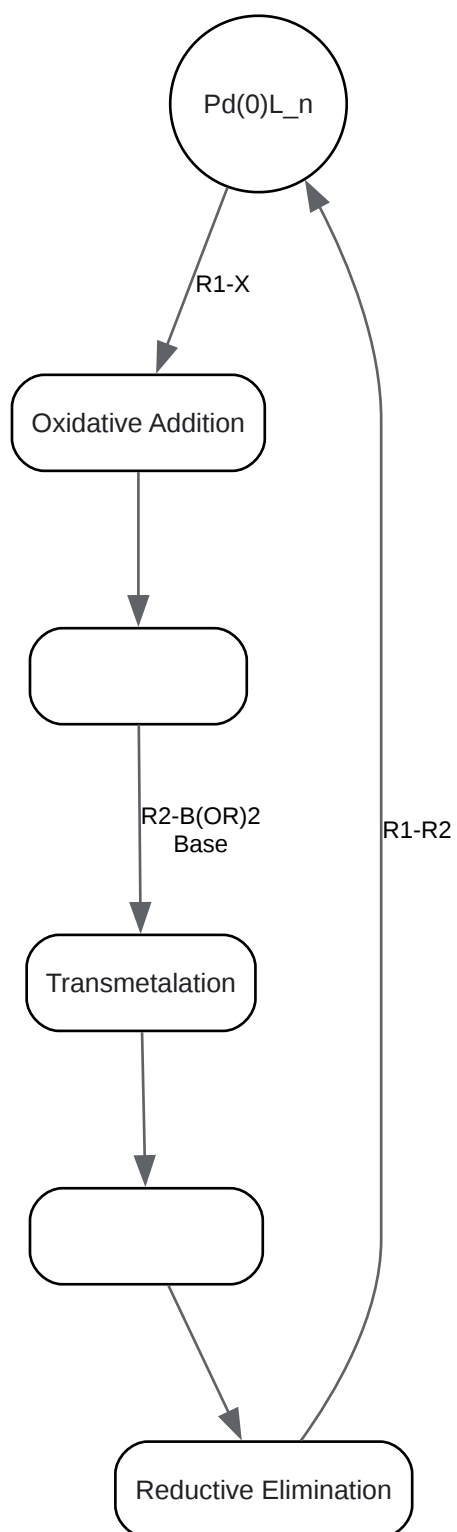 Pd(0)L_n
R1-X
Oxidative Addition
R2-B(OR)2
Base
R1-R2
Transmetalation
Reductive Elimination